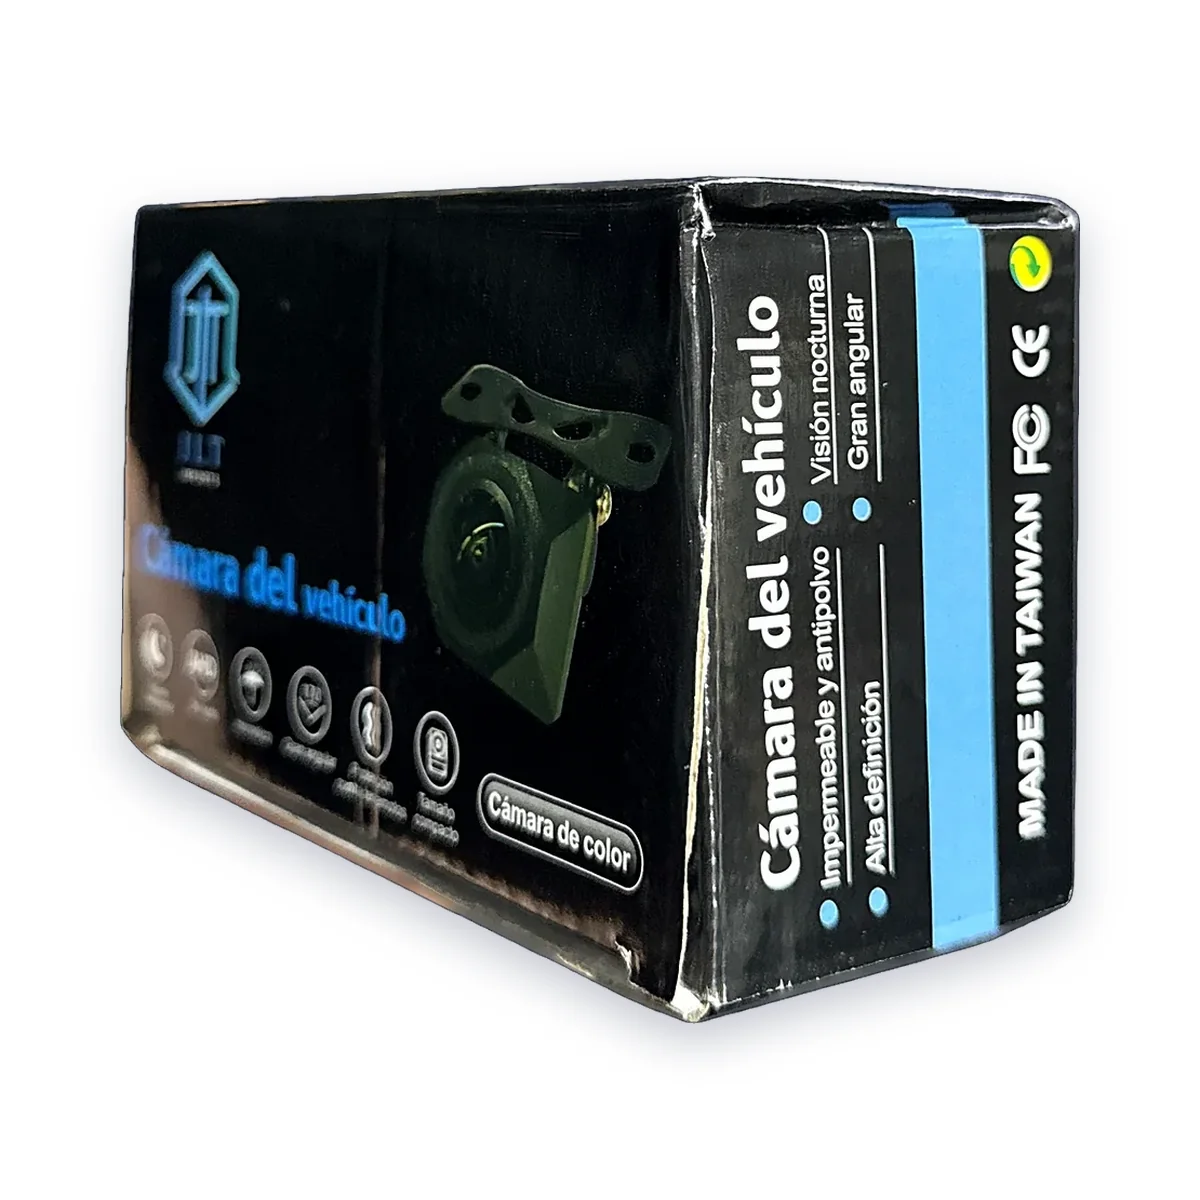 Cámara del vehículo
Tamaño
Cámara de color
Cámara del vehículo
Impermeable y antipolvo
Visión nocturna
Alta definición
Gran angular
MADE IN TAIWAN FC CE